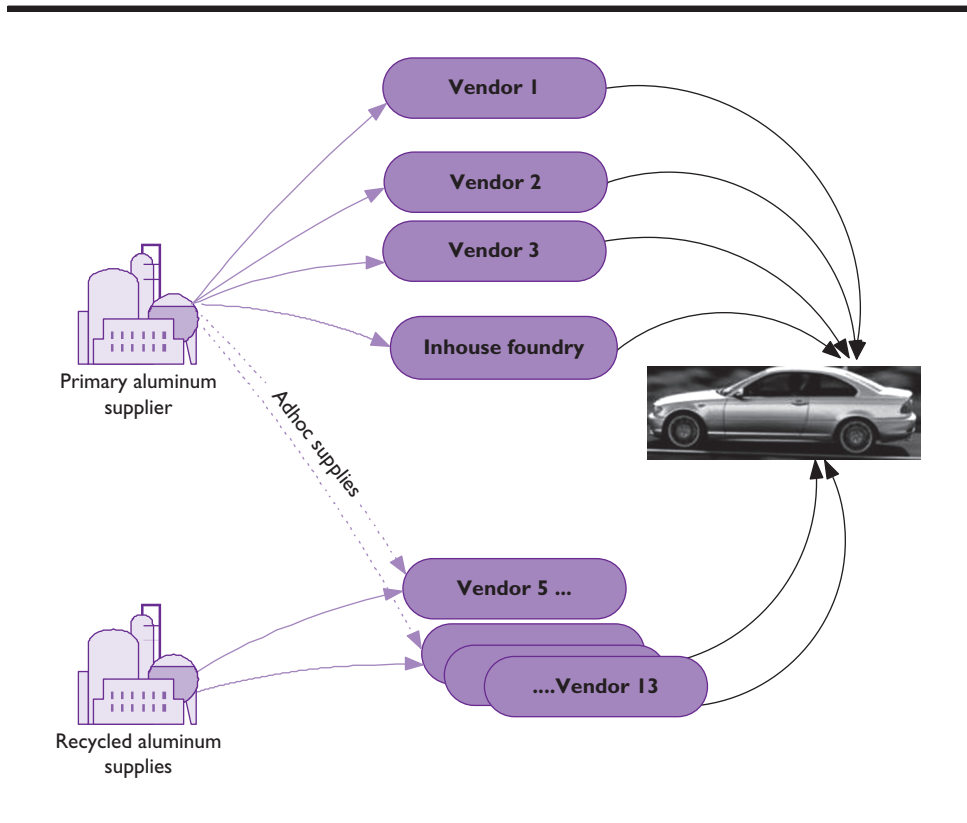 Vendor 1
Vendor 2
Vendor 3
Inhouse foundry
Primary aluminum
supplier
Adhoc supplies
Vendor 5 ...
....Vendor 13
Recycled aluminum
supplies